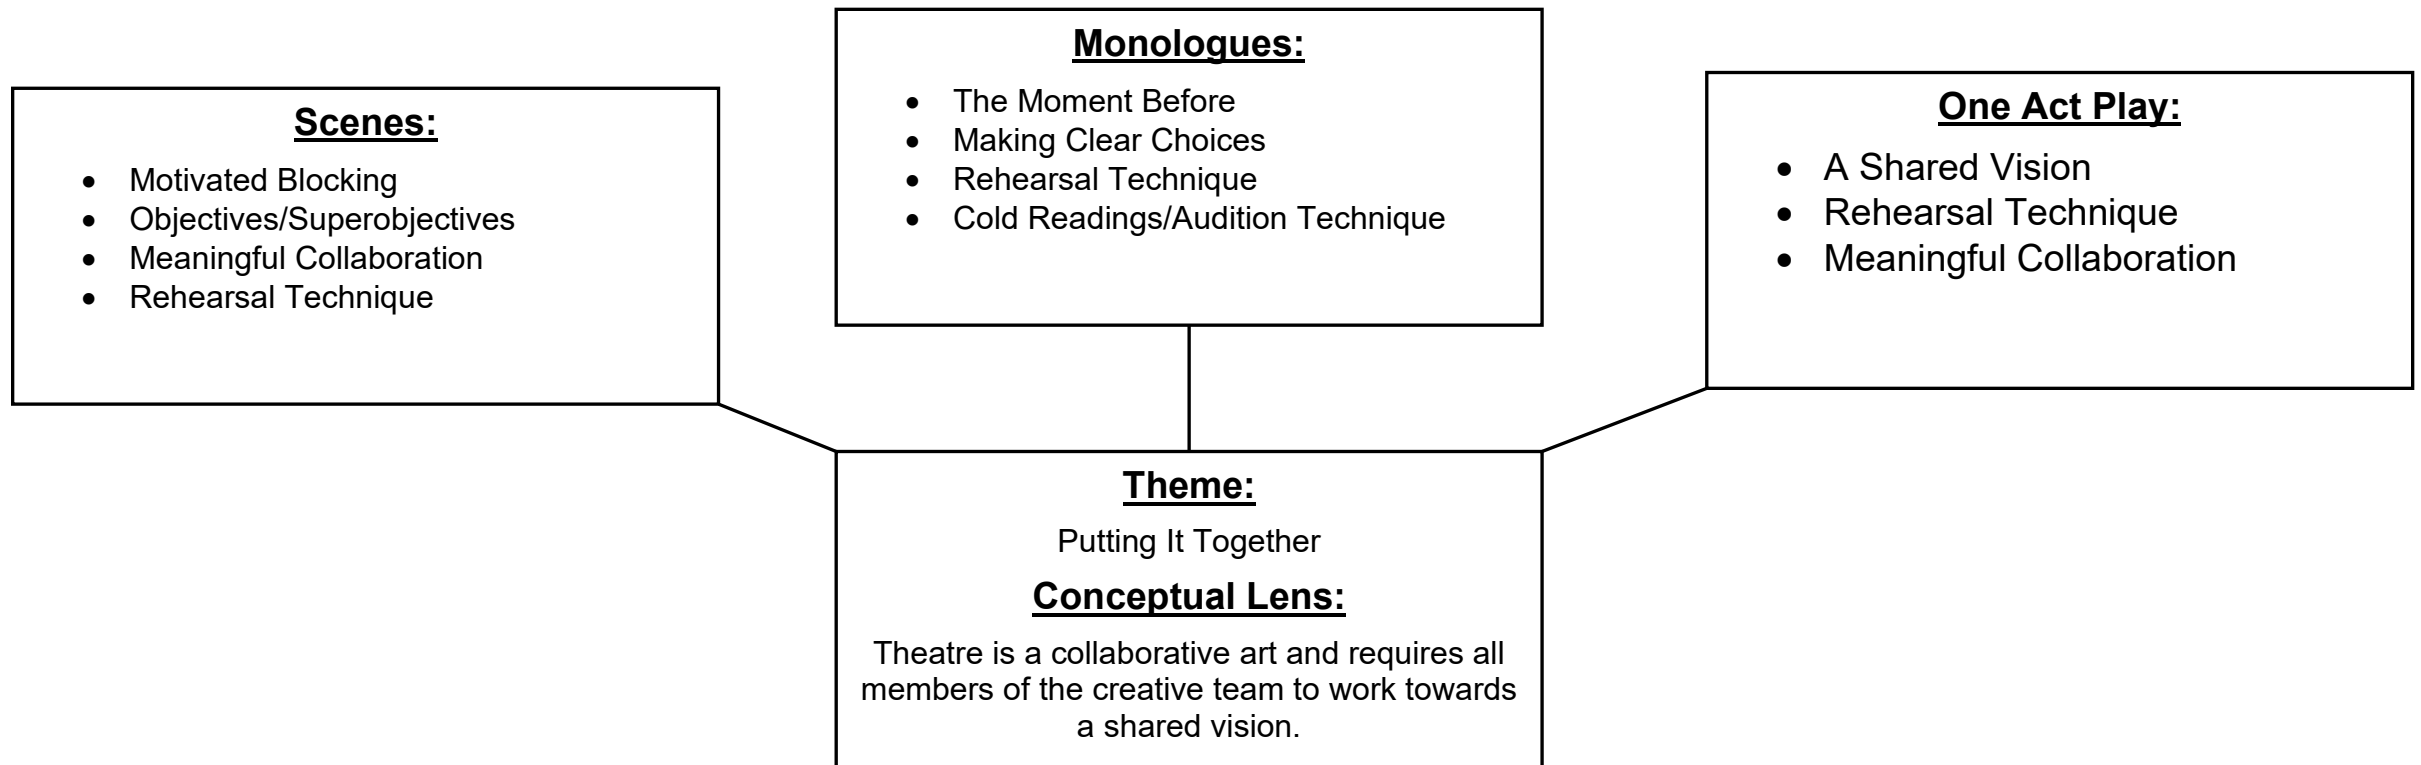 Scenes:
• Motivated Blocking
• Objectives/Superobjectives
• Meaningful Collaboration
• Rehearsal Technique
Monologues:
• The Moment Before
• Making Clear Choices
• Rehearsal Technique
• Cold Readings/Audition Technique
One Act Play:
• A Shared Vision
• Rehearsal Technique
• Meaningful Collaboration
Theme:
Putting It Together
Conceptual Lens:
Theatre is a collaborative art and requires all
members of the creative team to work towards
a shared vision.